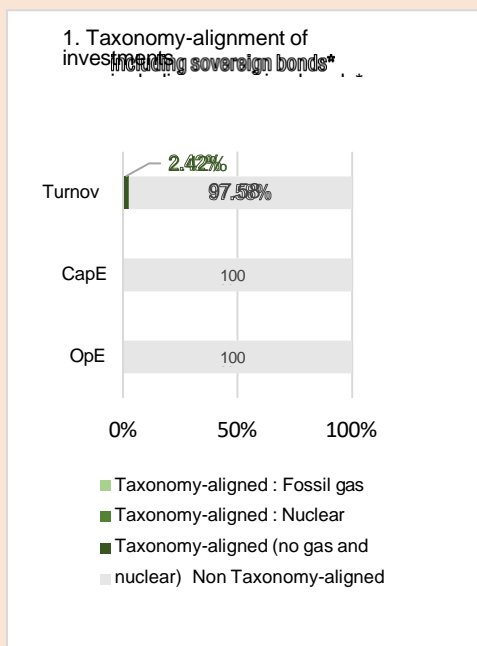 1. Taxonomy-alignment of
investments
including sovereign bonds*
2.42%
Turnov
97.58%
CapE
100
OpE
100
0% 50% 100%
Taxonomy-aligned : Fossil gas
Taxonomy-aligned : Nuclear
Taxonomy-aligned (no gas and
nuclear) Non Taxonomy-aligned